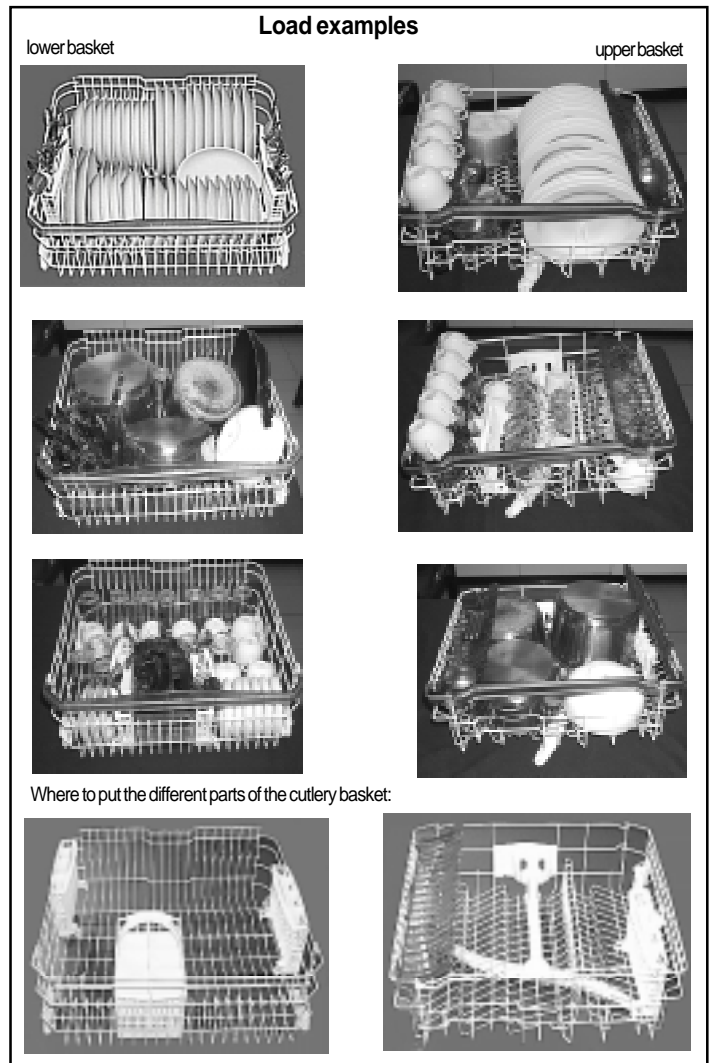 Load examples
lower basket
upper basket
Where to put the different parts of the cutlery basket: